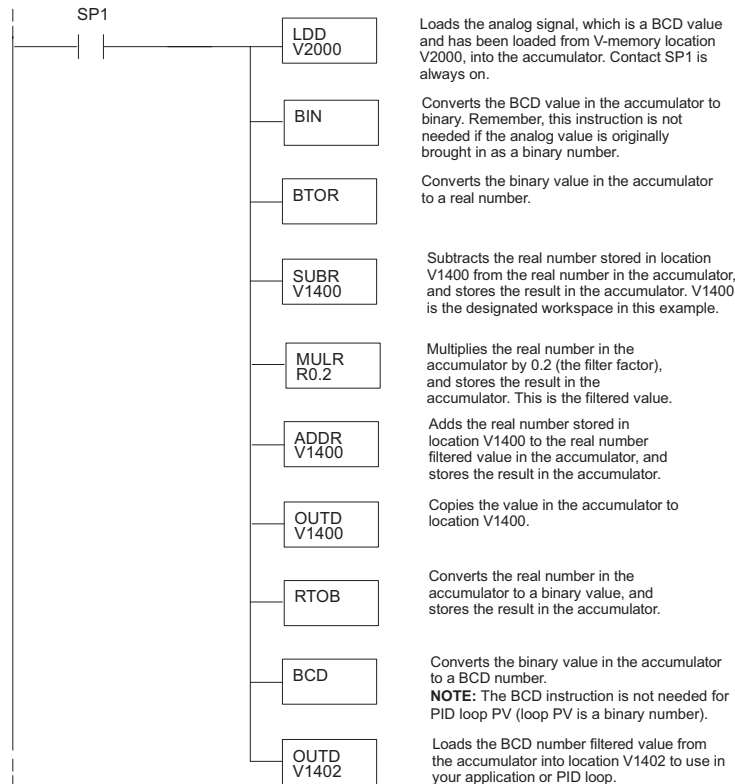 SP1
LDD
V2000
Loads the analog signal, which is a BCD value
and has been loaded from V-memory location
V2000, into the accumulator. Contact SP1 is
always on.
BIN
Converts the BCD value in the accumulator to
binary. Remember, this instruction is not
needed if the analog value is originally
brought in as a binary number.
BTOR
Converts the binary value in the accumulator
to a real number.
SUBR
V1400
Subtracts the real number stored in location
V1400 from the real number in the accumulator,
and stores the result in the accumulator. V1400
is the designated workspace in this example.
MULR
R0.2
Multiplies the real number in the
accumulator by 0.2 (the filter factor),
and stores the result in the
accumulator. This is the filtered value.
ADDR
V1400
Adds the real number stored in
location V1400 to the real number
filtered value in the accumulator, and
stores the result in the accumulator.
OUTD
V1400
Copies the value in the accumulator to
location V1400.
RTOB
Converts the real number in the
accumulator to a binary value, and
stores the result in the accumulator.
BCD
Converts the binary value in the accumulator
to a BCD number.
NOTE: The BCD instruction is not needed for
PID loop PV (loop PV is a binary number).
OUTD
V1402
Loads the BCD number filtered value from
the accumulator into location V1402 to use in
your application or PID loop.